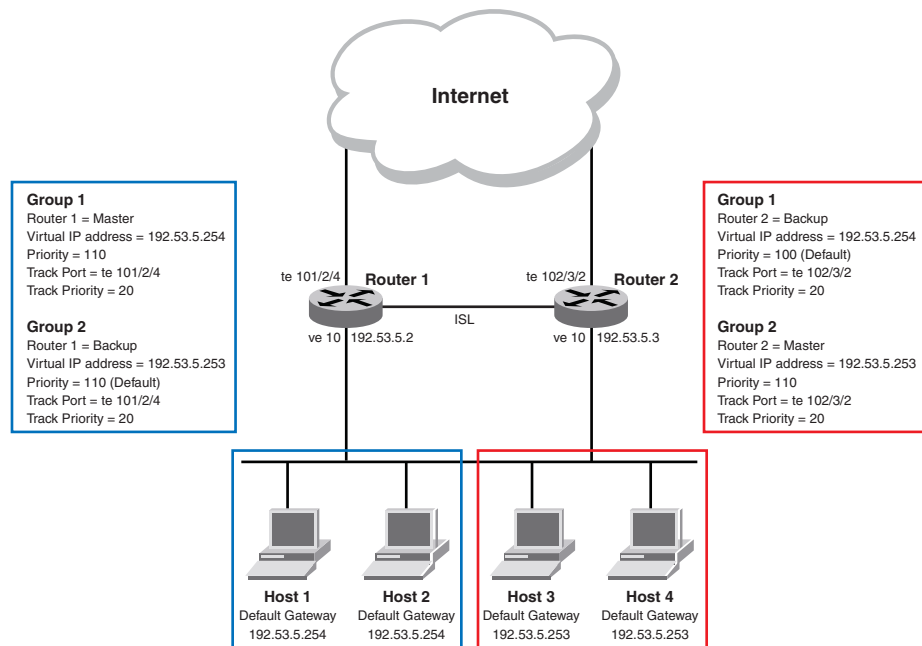 Internet
Group 1
Router 1 = Master
Virtual IP address = 192.53.5.254
Priority = 110
Track Port = te 101/2/4
Track Priority = 20
Group 2
Router 1 = Backup
Virtual IP address = 192.53.5.253
Priority = 110 (Default)
Track Port = te 101/2/4
Track Priority = 20
te 101/2/4
Router 1
ve 10
192.53.5.2
ISL
te 102/3/2
Router 2
ve 10
192.53.5.3
Group 1
Router 2 = Backup
Virtual IP address = 192.53.5.254
Priority = 100 (Default)
Track Port = te 102/3/2
Track Priority = 20
Group 2
Router 2 = Master
Virtual IP address = 192.53.5.253
Priority = 110
Track Port = te 102/3/2
Track Priority = 20
Host 1
Default Gateway
192.53.5.254
Host 2
Default Gateway
192.53.5.254
Host 3
Default Gateway
192.53.5.253
Host 4
Default Gateway
192.53.5.253